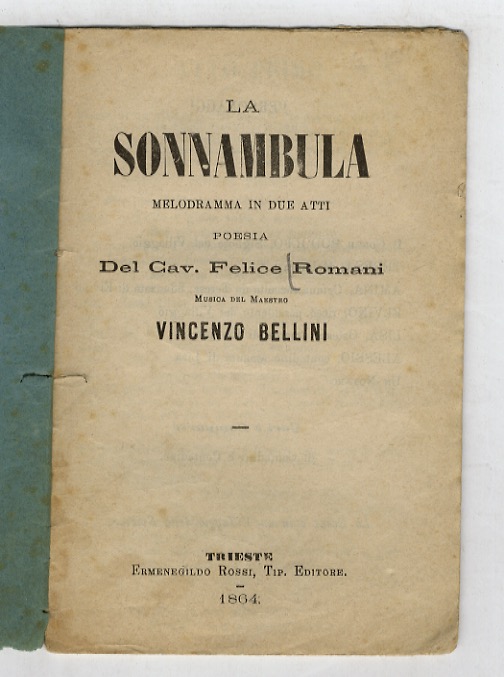 LA
SONNAMBULA
MELODRAMMA IN DUE ATTI
POESIA
Del Cav. Felice Romani
MUSICA DEL MAESTRO
VINCENZO BELLINI
TRIESTE
ERMENEGILDO ROSSI, TIP. EDITORE.
1864.